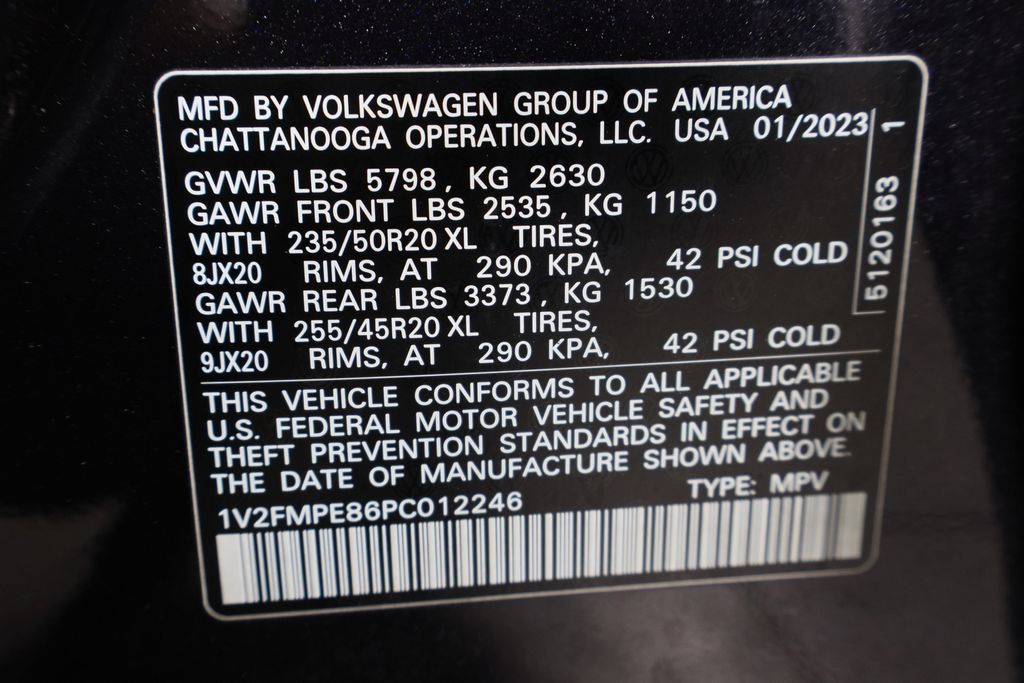 MFD BY VOLKSWAGEN GROUP OF AMERICA
CHATTANOOGA OPERATIONS, LLC. USA 01/2023
GVWR LBS 5798, KG 2630
GAWR FRONT LBS 2535, KG 1150
WITH 235/50R20 XL TIRES,
8JX20 RIMS, AT 290 KPA, 42 PSI COLD
GAWR REAR LBS 3373, KG 1530
WITH 255/45R20 XL TIRES,
9JX20 RIMS, AT 290 KPA, 42 PSI COLD
THIS VEHICLE CONFORMS TO ALL APPLICABLE
U.S. FEDERAL MOTOR VEHICLE SAFETY AND
THEFT PREVENTION STANDARDS IN EFFECT ON
THE DATE OF MANUFACTURE SHOWN ABOVE.
1V2FMPE86PC012246 TYPE: MPV
5120163 1